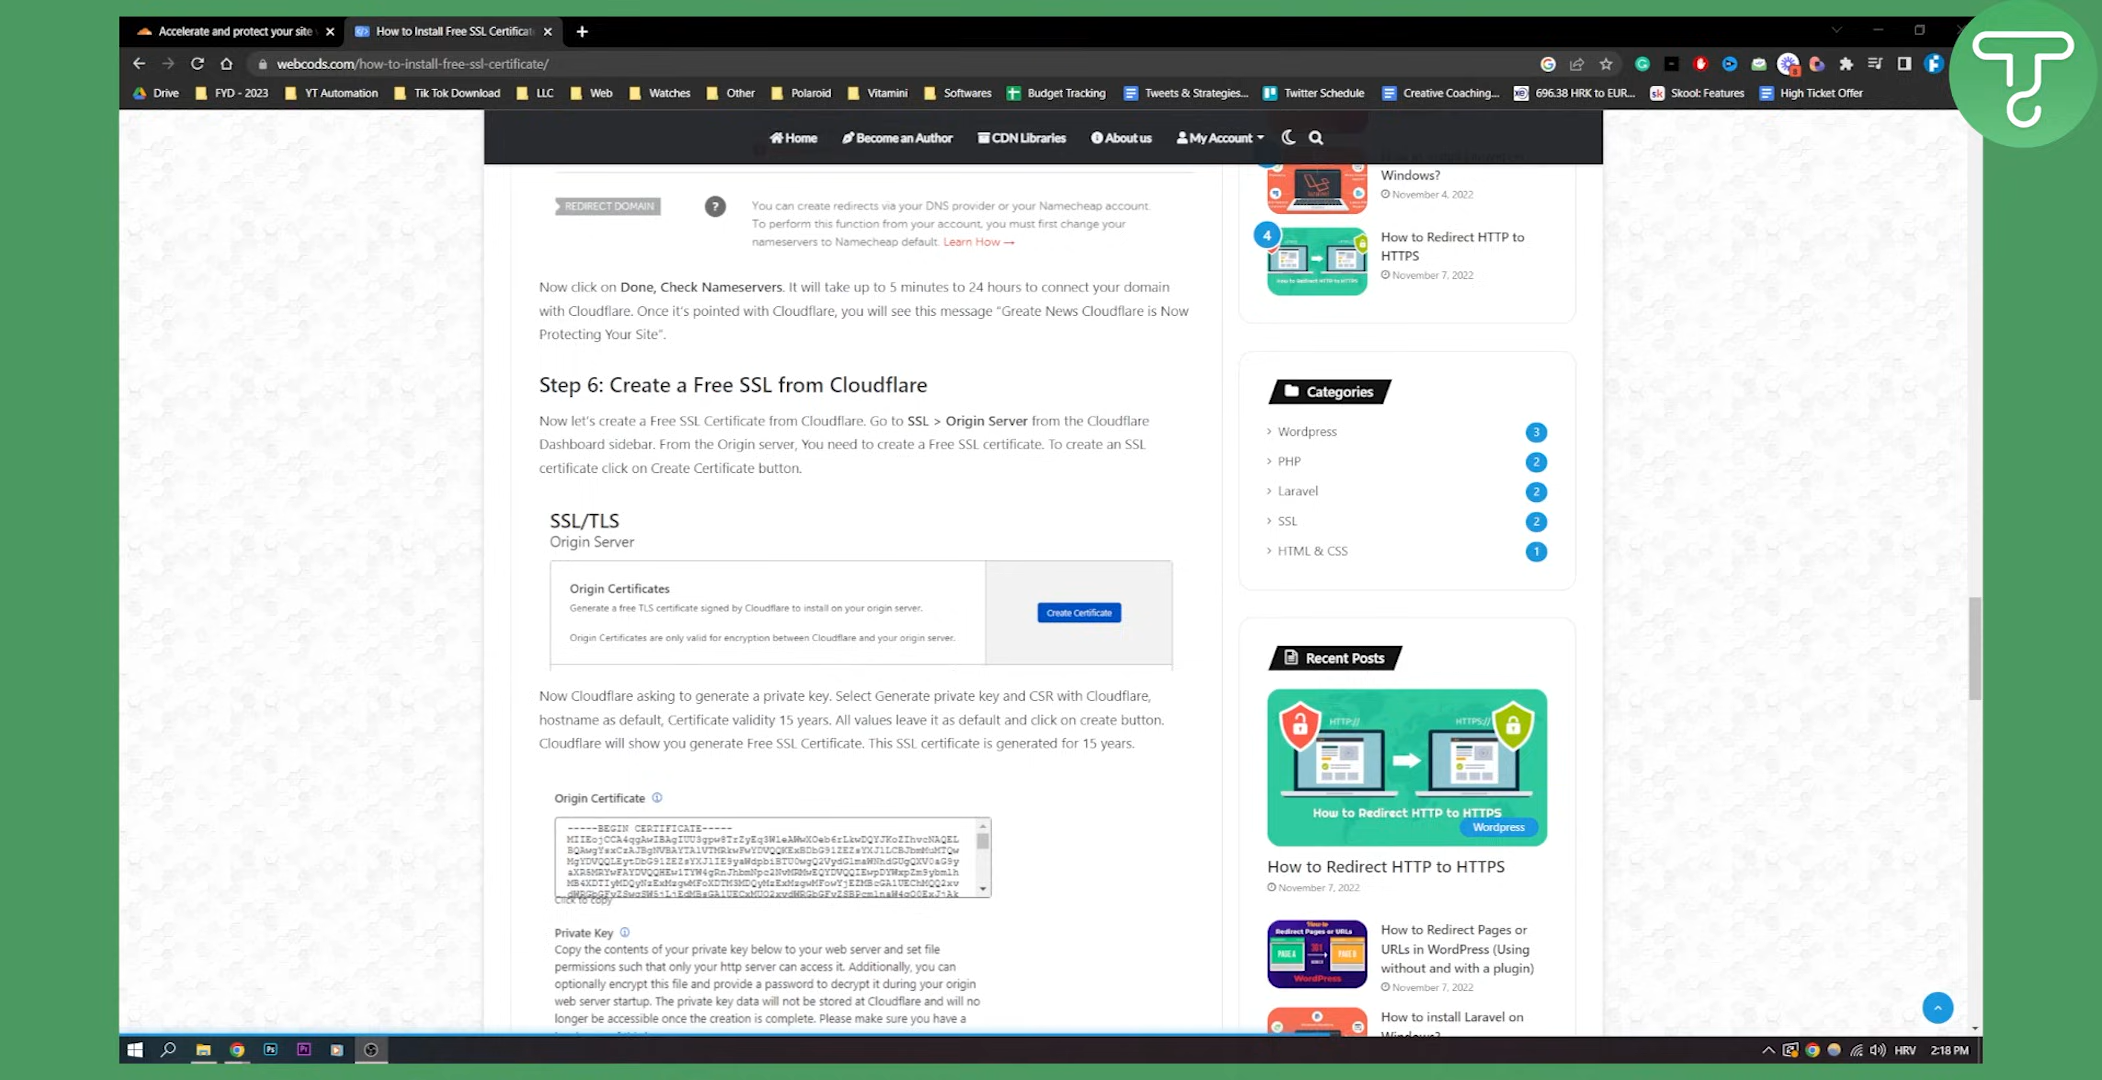 Accelerate and protect your site
How to Install Free SSL Certificat
webcods.com/how-to-install-free-ssl-certificate/
Drive
FYD - 2023
YT Automation
Tik Tok Download
LLC
Web
Watches
Other
Polaroid
Vitamini
Softwares
Budget Tracking
Tweets & Strategies...
Twitter Schedule
Creative Coaching...
696.38 HRK to EUR...
Skool: Features
High Ticket Offer
Home
Become an Author
CDN Libraries
About us
My Account
REDIRECT DOMAIN
?
You can create redirects via your DNS provider or your Namecheap account.
To perform this function from your account, you must first change your
nameservers to Namecheap default. Learn How →
Now click on Done, Check Nameservers. It will take up to 5 minutes to 24 hours to connect your domain
with Cloudflare. Once it's pointed with Cloudflare, you will see this message "Greate News Cloudflare is Now
Protecting Your Site".
Step 6: Create a Free SSL from Cloudflare
Now let's create a Free SSL Certificate from Cloudflare. Go to SSL > Origin Server from the Cloudflare
Dashboard sidebar. From the Origin server, You need to create a Free SSL certificate. To create an SSL
certificate click on Create Certificate button.
SSL/TLS
Origin Server
Origin Certificates
Generate a free TLS certificate signed by Cloudflare to install on your origin server.
Origin Certificates are only valid for encryption between Cloudflare and your origin server.
Create Certificate
Now Cloudflare asking to generate a private key. Select Generate private key and CSR with Cloudflare,
hostname as default, Certificate validity 15 years. All values leave it as default and click on create button.
Cloudflare will show you generate Free SSL Certificate. This SSL certificate is generated for 15 years.
Origin Certificate
-----BEGIN CERTIFICATE-----
Click to copy
Private Key
Copy the contents of your private key below to your web server and set file
permissions such that only your http server can access it. Additionally, you can
optionally encrypt this file and provide a password to decrypt it during your origin
web server startup. The private key data will not be stored at Cloudflare and will no
longer be accessible once the creation is complete. Please make sure you have a
Windows?
November 4, 2022
4
How to Redirect HTTP to
HTTPS
November 7, 2022
Categories
Wordpress 3
PHP 2
Laravel 2
SSL 2
HTML & CSS 1
Recent Posts
HTTP://
HTTPS://
How to Redirect HTTP to HTTPS
Wordpress
How to Redirect HTTP to HTTPS
November 7, 2022
How to
Redirect Pages or URLs
PAGE A
301
PAGE B
WordPress
How to Redirect Pages or
URLs in WordPress (Using
without and with a plugin)
November 7, 2022
How to install Laravel on
Windows?
HRV
2:18 PM